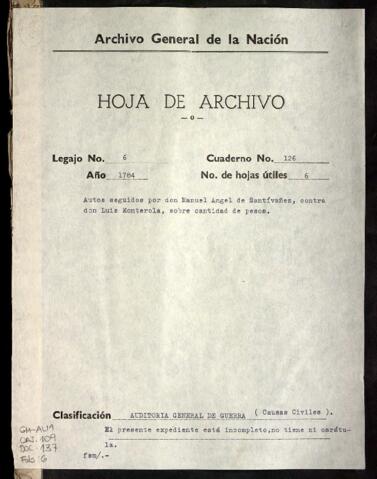 Archivo General de la Nación
HOJA DE ARCHIVO
—o—
Legajo No. 6 Cuaderno No. 126
Año 1784 No. de hojas útiles 6
Autos seguidos por don Manuel Angel de Santívañez, contra
don Luis Monterola, sobre cantidad de pesos.
Clasificación AUDITORIA GENERAL DE GUERRA ( Causas Civiles ).
El presente expediente está incompleto,no tiene ni carátu-
la.
fsm/.-
GH-AL19
CAJ. 109
DOC. 137
Fols: 6